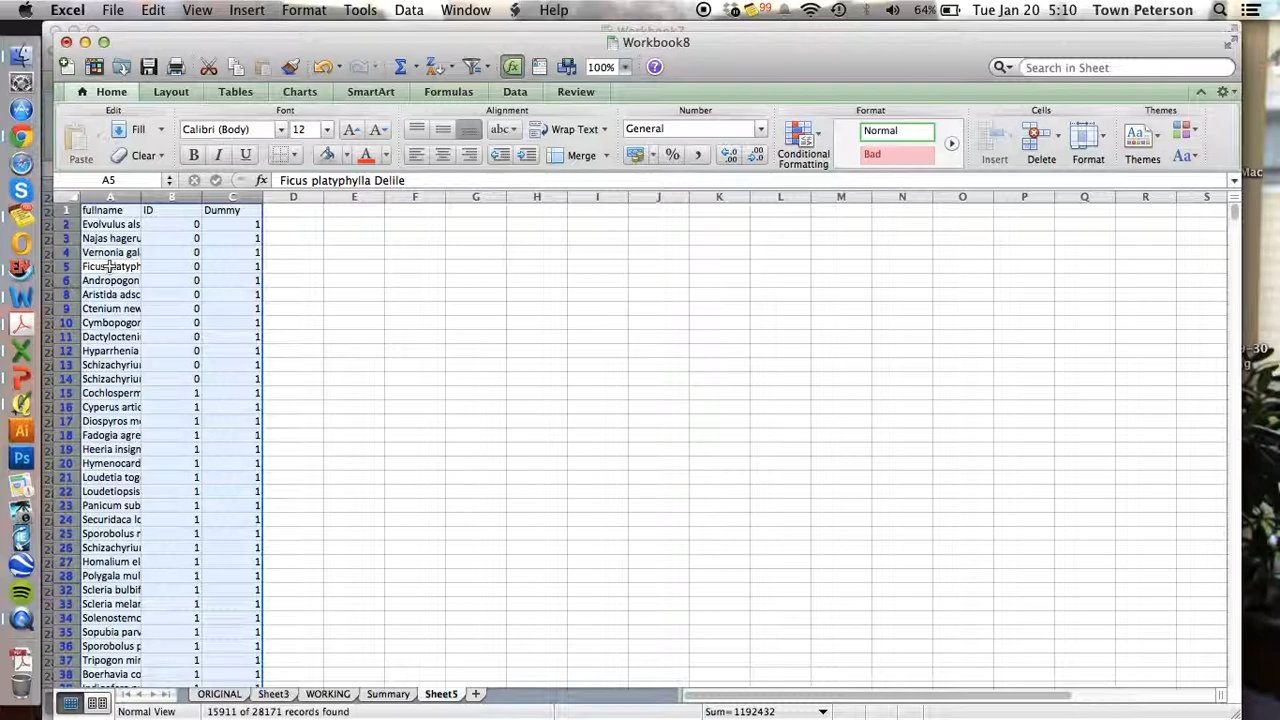 Excel File Edit View Insert Format Tools Data Window Help 99 64% Tue Jan 20 5:10 Town Peterson
Workbook7
Workbook8
100% Search in Sheet
Home Layout Tables Charts SmartArt Formulas Data Review
Edit Font Alignment Number Format Cells Themes
Fill Calibri (Body) 12 abc Wrap Text General Normal
Paste Clear B I U Merge % Conditional Formatting Bad Insert Delete Format Themes Aa
A5 fx Ficus platyphylla Delile
A B C D E F G H I J K L M N O P Q R S
1 fullname ID Dummy
2 Evolvulus als 0 1
3 Najas hageru 0 1
4 Vernonia gal 0 1
5 Ficus platyph 0 1
6 Andropogon 0 1
8 Aristida adsc 0 1
9 Ctenium new 0 1
10 Cymbopogor 0 1
11 Dactylocteni 0 1
12 Hyparrhenia 0 1
13 Schizachyriu 0 1
14 Schizachyriu 0 1
15 Cochlosperm 1 1
16 Cyperus artic 1 1
17 Diospyros me 1 1
18 Fadogia agre 1 1
19 Heeria insign 1 1
20 Hymenocard 1 1
21 Loudetia tog 1 1
22 Loudetiopsis 1 1
23 Panicum sub 1 1
24 Securidaca lo 1 1
25 Sporobolus r 1 1
26 Schizachyriu 1 1
27 Homalium el 1 1
28 Polygala mul 1 1
32 Scleria bulbif 1 1
33 Scleria melar 1 1
34 Solenostemo 1 1
35 Sopubia parv 1 1
36 Sporobolus p 1 1
37 Tripogon mir 1 1
38 Boerhavia co 1 1
ORIGINAL Sheet3 WORKING Summary Sheet5
Normal View 15911 of 28171 records found Sum=1192432